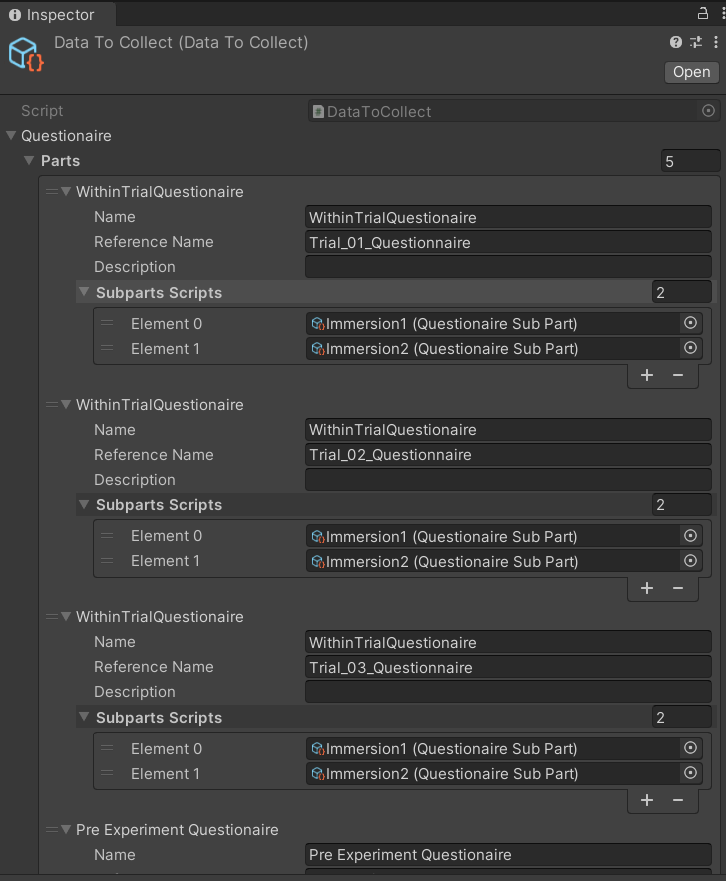 Inspector
Data To Collect (Data To Collect)
Open
Script DataToCollect
Questionaire
Parts 5
WithinTrialQuestionaire
Name WithinTrialQuestionaire
Reference Name Trial_01_Questionnaire
Description
Subparts Scripts 2
Element 0 Immersion1 (Questionaire Sub Part)
Element 1 Immersion2 (Questionaire Sub Part)
+ −
WithinTrialQuestionaire
Name WithinTrialQuestionaire
Reference Name Trial_02_Questionnaire
Description
Subparts Scripts 2
Element 0 Immersion1 (Questionaire Sub Part)
Element 1 Immersion2 (Questionaire Sub Part)
+ −
WithinTrialQuestionaire
Name WithinTrialQuestionaire
Reference Name Trial_03_Questionnaire
Description
Subparts Scripts 2
Element 0 Immersion1 (Questionaire Sub Part)
Element 1 Immersion2 (Questionaire Sub Part)
+ −
Pre Experiment Questionaire
Name Pre Experiment Questionaire